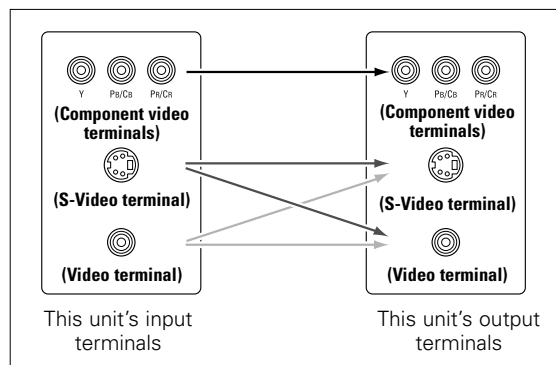 Y PB/CB PR/CR
(Component video
terminals)
(S-Video terminal)
(Video terminal)
This unit's input
terminals
Y PB/CB PR/CR
(Component video
terminals)
(S-Video terminal)
(Video terminal)
This unit's output
terminals